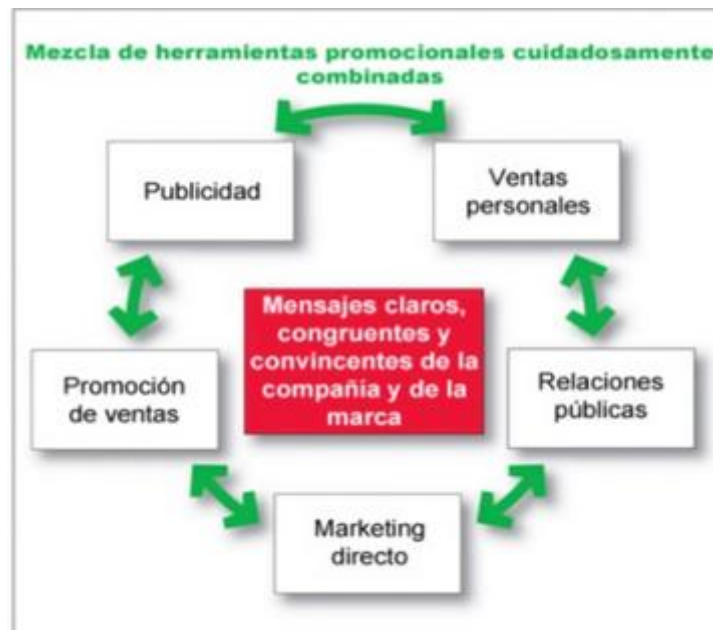 Mezcla de herramientas promocionales cuidadosamente
combinadas
Publicidad
Ventas
personales
Mensajes claros,
congruentes y
convincentes de la
compañia y de la
marca
Promoción
de ventas
Relaciones
públicas
Marketing
directo